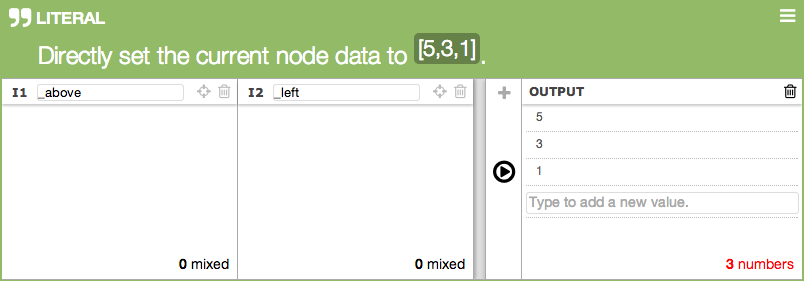 LITERAL
Directly set the current node data to [5,3,1].
I1 _above
I2 _left
OUTPUT
5
3
1
Type to add a new value.
0 mixed
0 mixed
3 numbers